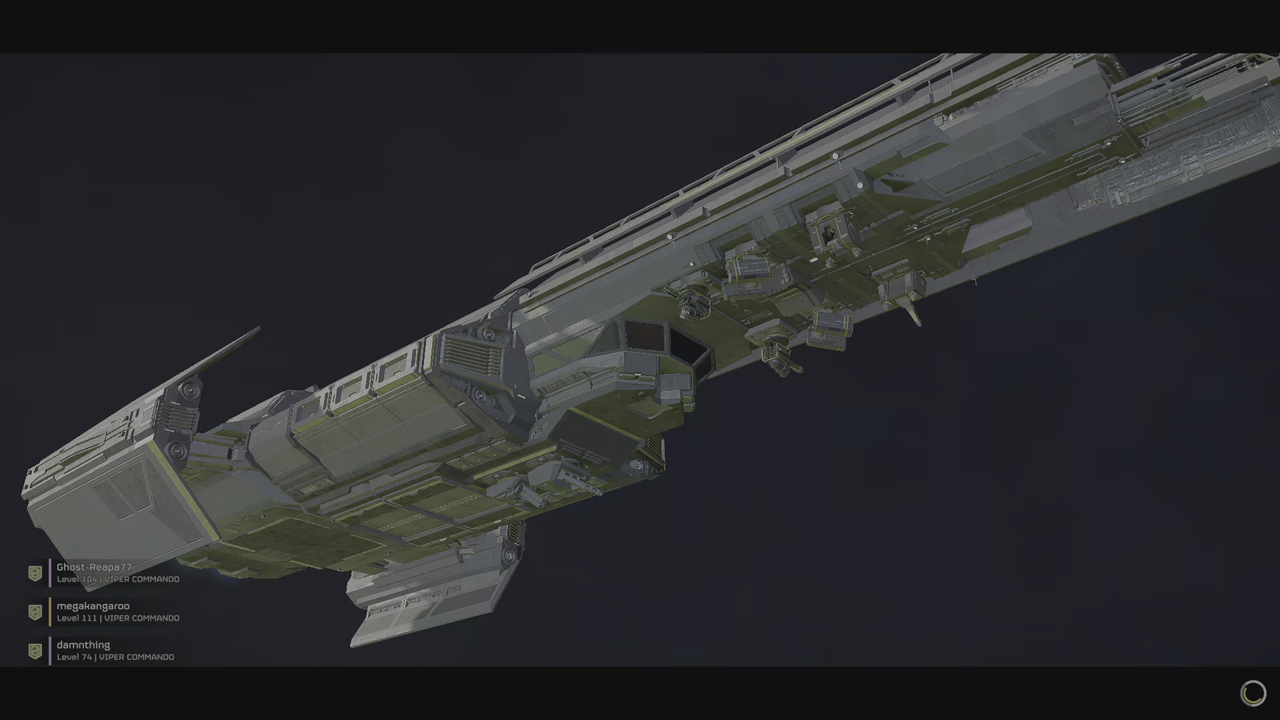 Ghost-Reapa77
Level 104 | VIPER COMMANDO
megakangaroo
Level 111 | VIPER COMMANDO
damnthing
Level 74 | VIPER COMMANDO